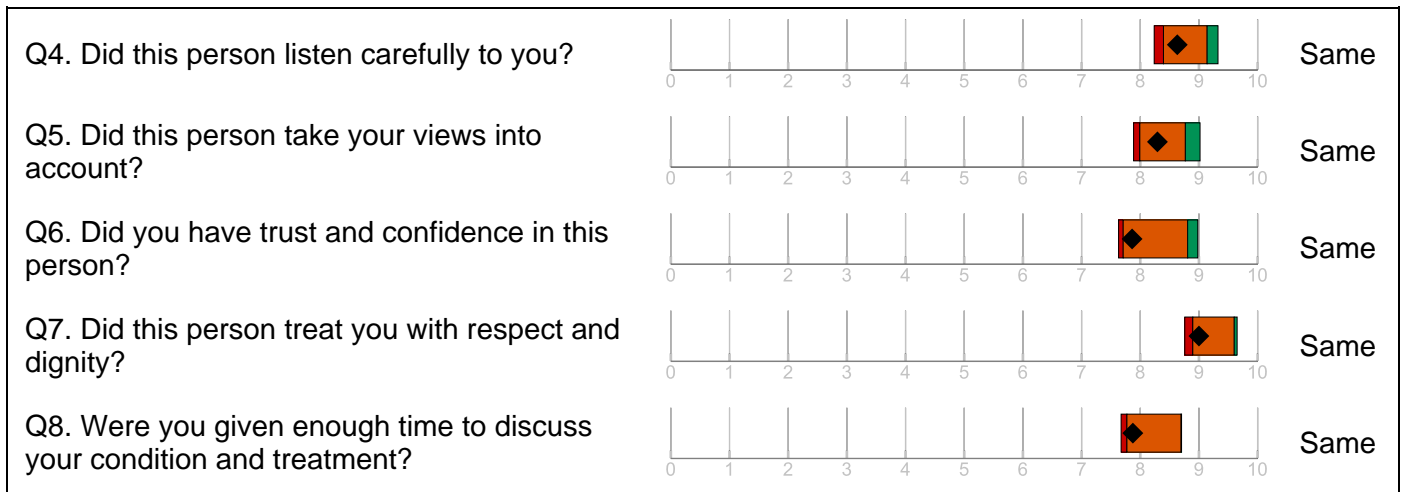 Q4. Did this person listen carefully to you?
0 1 2 3 4 5 6 7 8 9 10
Same
Q5. Did this person take your views into
account?
0 1 2 3 4 5 6 7 8 9 10
Same
Q6. Did you have trust and confidence in this
person?
0 1 2 3 4 5 6 7 8 9 10
Same
Q7. Did this person treat you with respect and
dignity?
0 1 2 3 4 5 6 7 8 9 10
Same
Q8. Were you given enough time to discuss
your condition and treatment?
0 1 2 3 4 5 6 7 8 9 10
Same